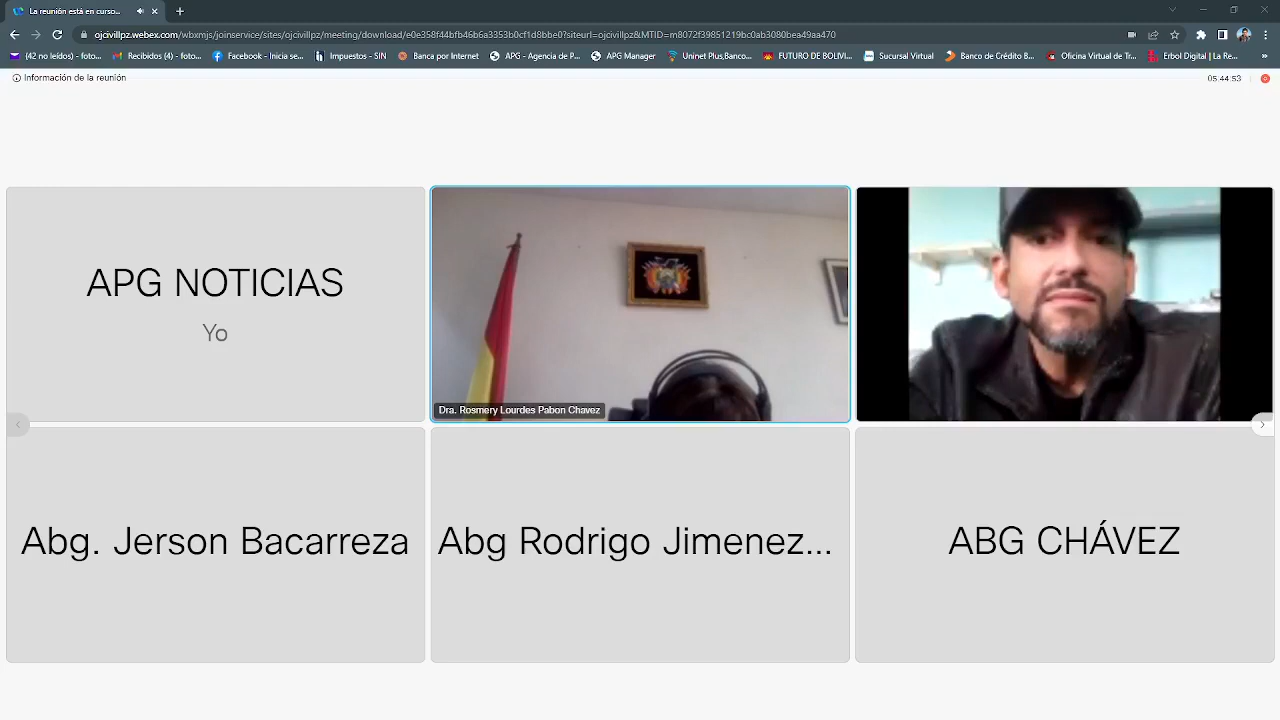 La reunión está en curso...
ojcivillpz.webex.com/wbxmjs/joinservice/sites/ojcivillpz/meeting/download/e0e358f44fb45b6a3353c0cf1d8bbe0?siteurl=ojcivillpz&MTID=m8072f39851219bc0ab3080bea49aa470
(42 no leídos) - foto...
Recibidos (4) - foto...
Facebook - Inicia se...
Impuestos - SIN
Banca por Internet
APG - Agencia de P...
APG Manager
Uninet Plus,Banco...
FUTURO DE BOLIVI...
Sucursal Virtual
Banco de Crédito B...
Oficina Virtual de Tr...
Erbol Digital | La Re...
»
Información de la reunión
05:44:53
APG NOTICIAS
Yo
Dra. Rosmery Lourdes Pabon Chavez
Abg. Jerson Bacarreza
Abg Rodrigo Jimenez...
ABG CHÁVEZ